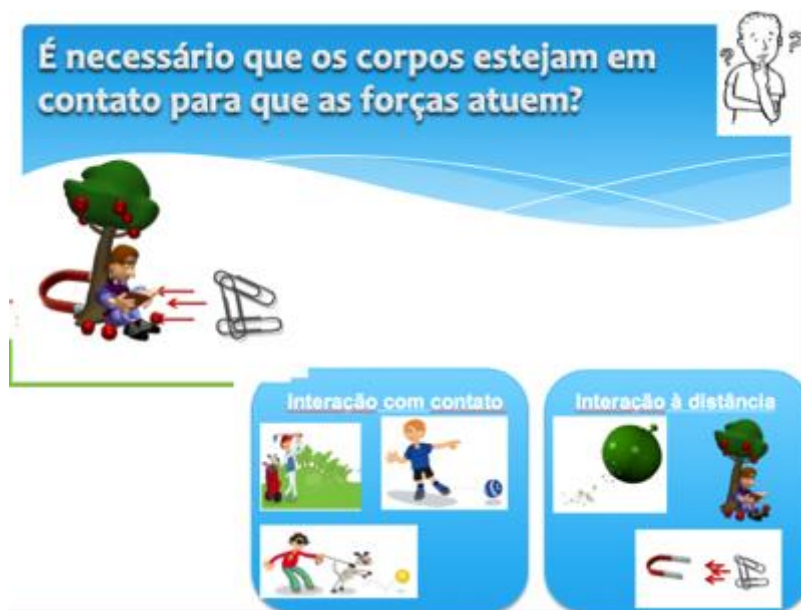 É necessário que os corpos estejam em
contato para que as forças atuem?
Interação com contato
Interação à distância